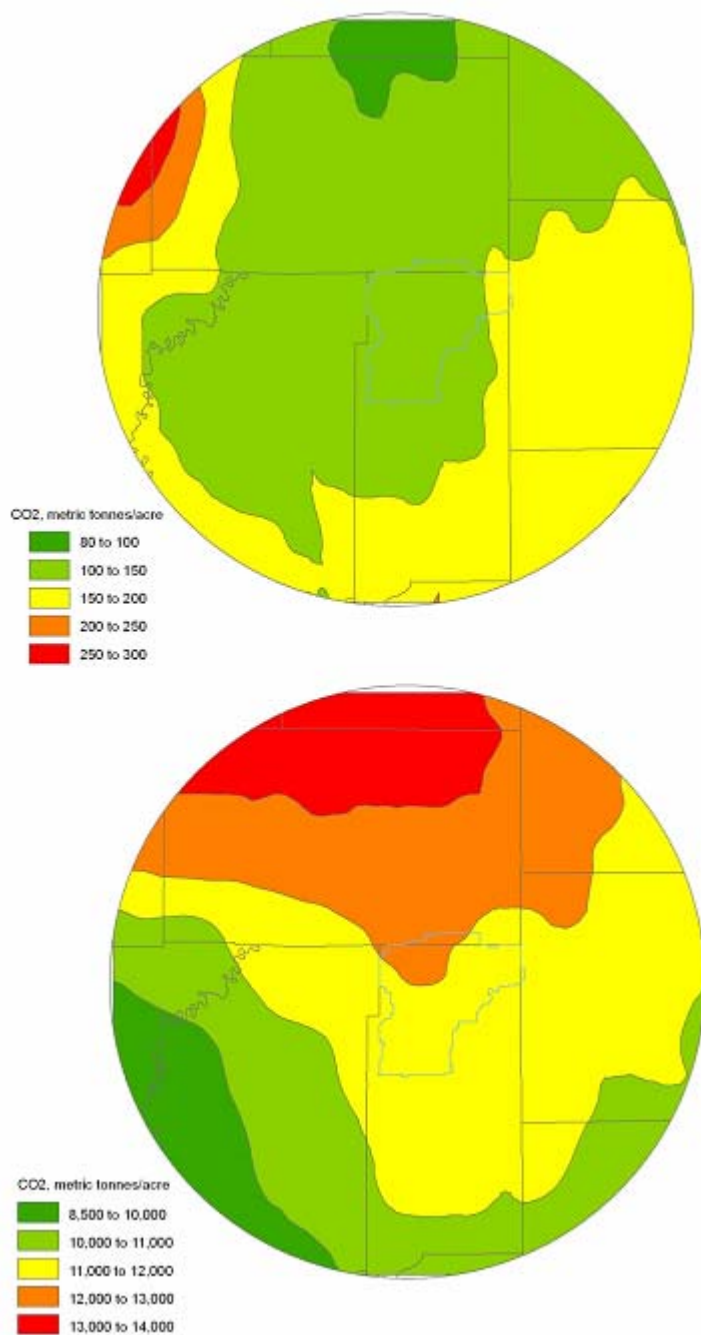 CO2, metric tonnes/acre
80 to 100
100 to 150
150 to 200
200 to 250
250 to 300
CO2, metric tonnes/acre
8,500 to 10,000
10,000 to 11,000
11,000 to 12,000
12,000 to 13,000
13,000 to 14,000